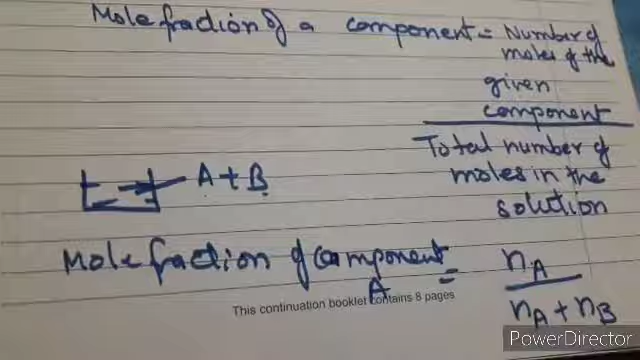 Mole fraction of a component = Number of
moles of the
given
component
Total number of
moles in the
solution
A + B
Mole fraction of component A = nA
nA + nB
This continuation booklet contains 8 pages
PowerDirector